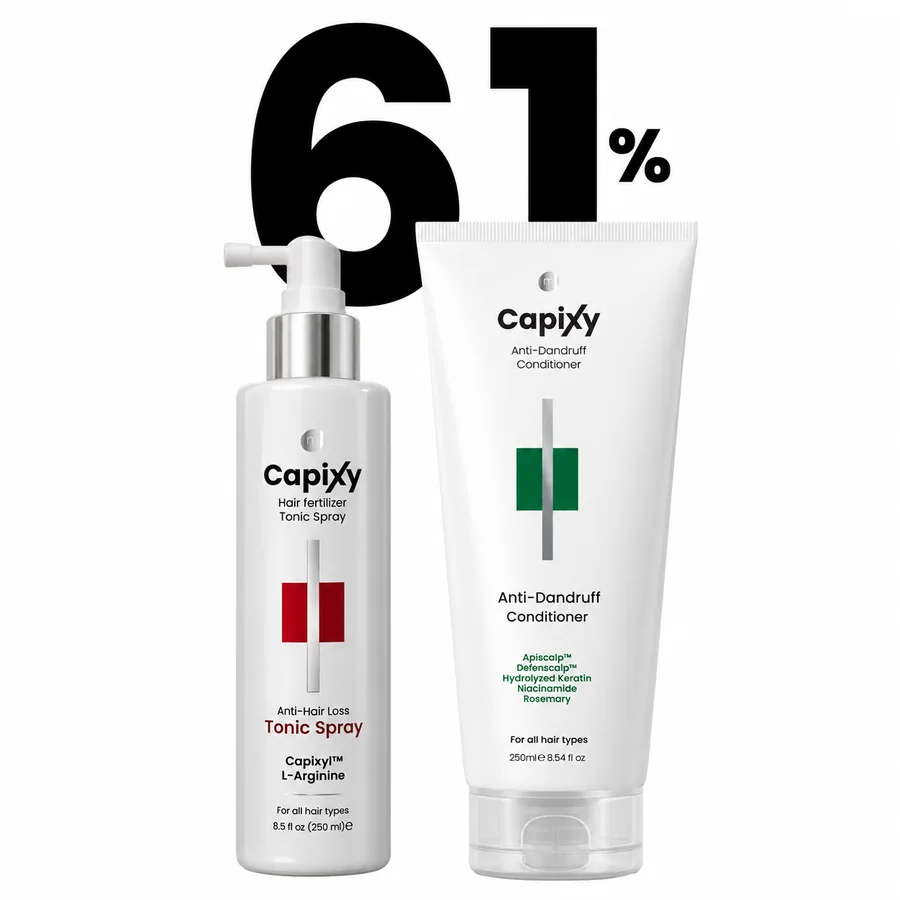 61%
m
Capixy
Hair fertilizer
Tonic Spray
Anti-Hair Loss
Tonic Spray
Capixyl™
L-Arginine
For all hair types
8.5 fl oz (250 ml)℮
m
Capixy
Anti-Dandruff
Conditioner
Anti-Dandruff
Conditioner
Apiscalp™
Defenscalp™
Hydrolyzed Keratin
Niacinamide
Rosemary
For all hair types
250ml℮ 8.54 fl oz